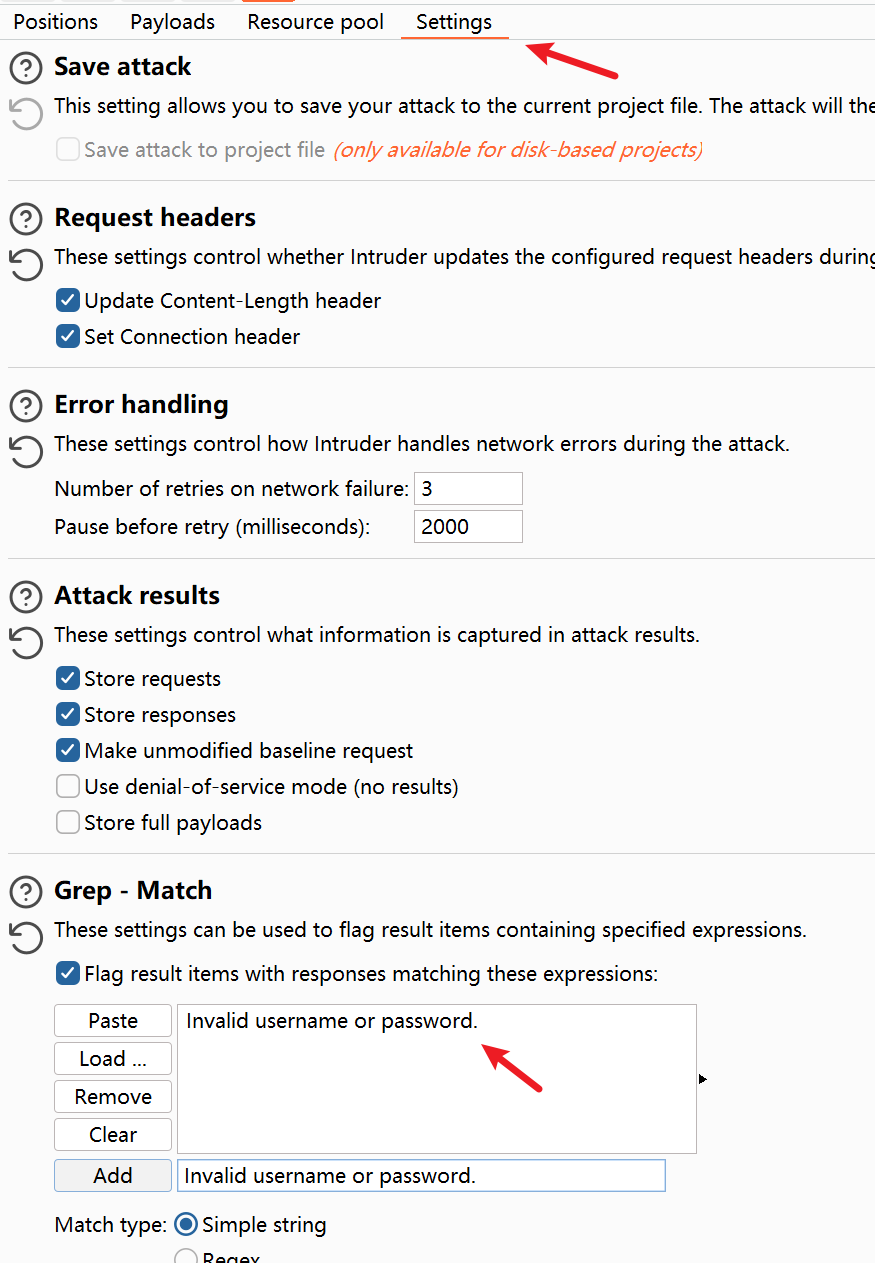 Positions Payloads Resource pool Settings
Save attack
This setting allows you to save your attack to the current project file. The attack will the
Save attack to project file (only available for disk-based projects)
Request headers
These settings control whether Intruder updates the configured request headers during
Update Content-Length header
Set Connection header
Error handling
These settings control how Intruder handles network errors during the attack.
Number of retries on network failure: 3
Pause before retry (milliseconds): 2000
Attack results
These settings control what information is captured in attack results.
Store requests
Store responses
Make unmodified baseline request
Use denial-of-service mode (no results)
Store full payloads
Grep - Match
These settings can be used to flag result items containing specified expressions.
Flag result items with responses matching these expressions:
Paste Invalid username or password.
Load ...
Remove
Clear
Add Invalid username or password.
Match type: Simple string
Regex